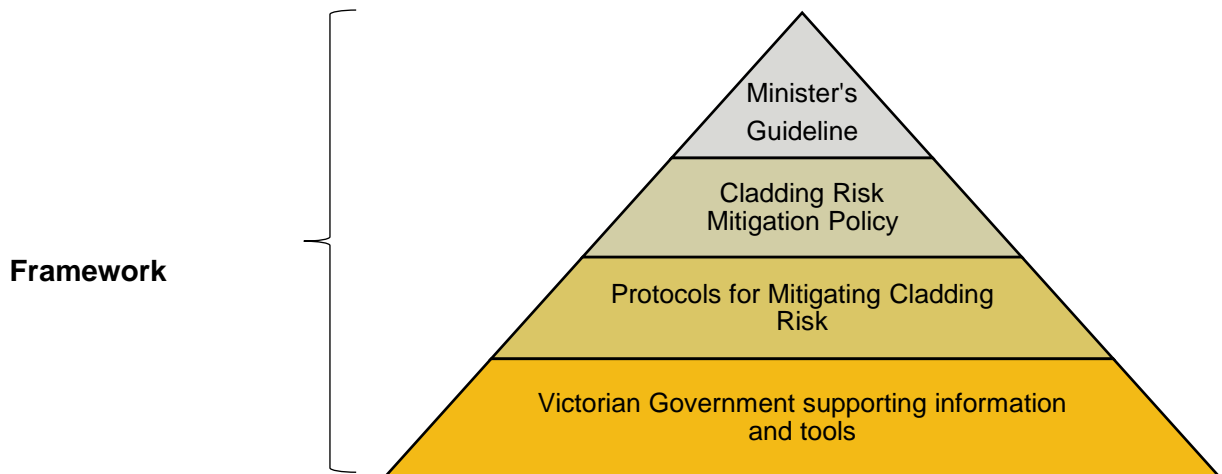 Minister's
Guideline
Cladding Risk
Mitigation Policy
Framework
Protocols for Mitigating Cladding
Risk
Victorian Government supporting information
and tools